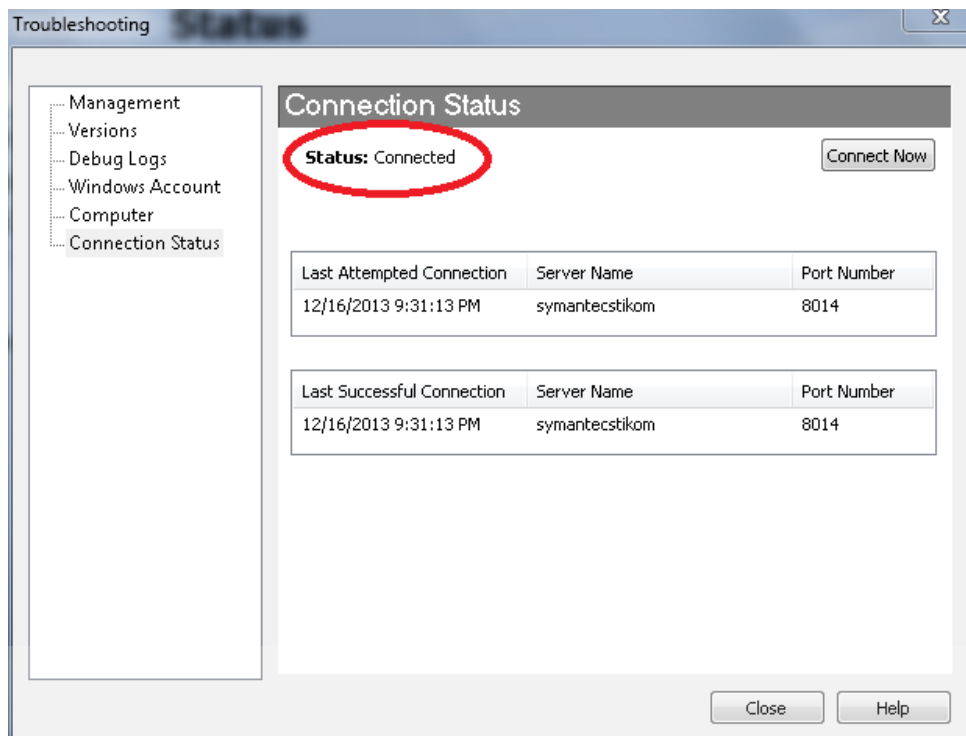 Troubleshooting
Status
Management
Versions
Debug Logs
Windows Account
Computer
Connection Status
Connection Status
Status: Connected
Connect Now
Last Attempted Connection Server Name Port Number
12/16/2013 9:31:13 PM symantecstikom 8014
Last Successful Connection Server Name Port Number
12/16/2013 9:31:13 PM symantecstikom 8014
Close Help